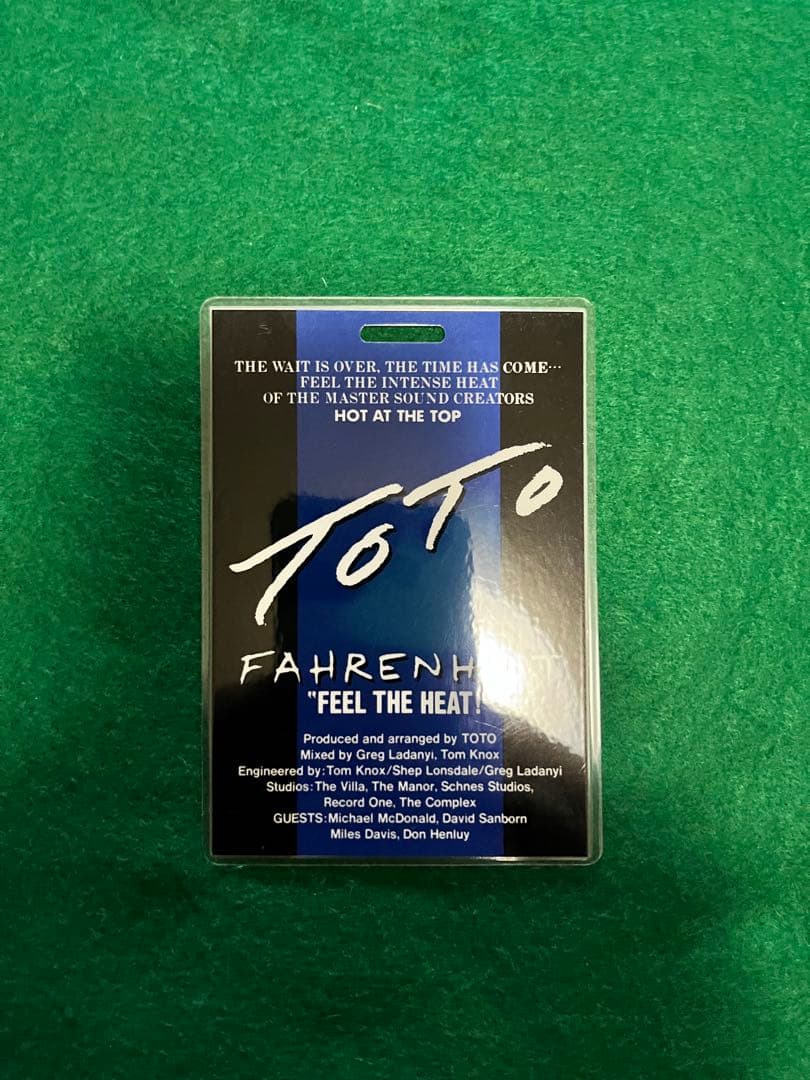 THE WAIT IS OVER, THE TIME HAS COME…
FEEL THE INTENSE HEAT
OF THE MASTER SOUND CREATORS
HOT AT THE TOP
TOTO
FAHRENHEIT
"FEEL THE HEAT!
Produced and arranged by TOTO
Mixed by Greg Ladanyi, Tom Knox
Engineered by:Tom Knox/Shep Lonsdale/Greg Ladanyi
Studios:The Villa, The Manor, Schnes Studios,
Record One, The Complex
GUESTS:Michael McDonald, David Sanborn
Miles Davis, Don Henluy